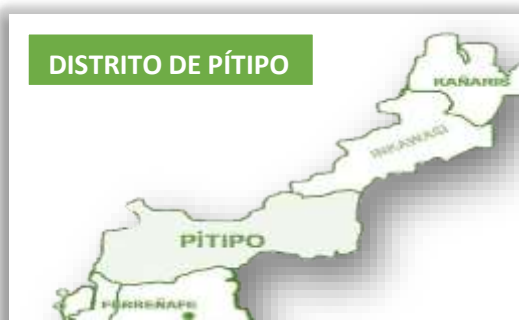 DISTRITO DE PÍTIPO
KAÑARIS
INKAWASI
PÍTIPO
FERREÑAFE